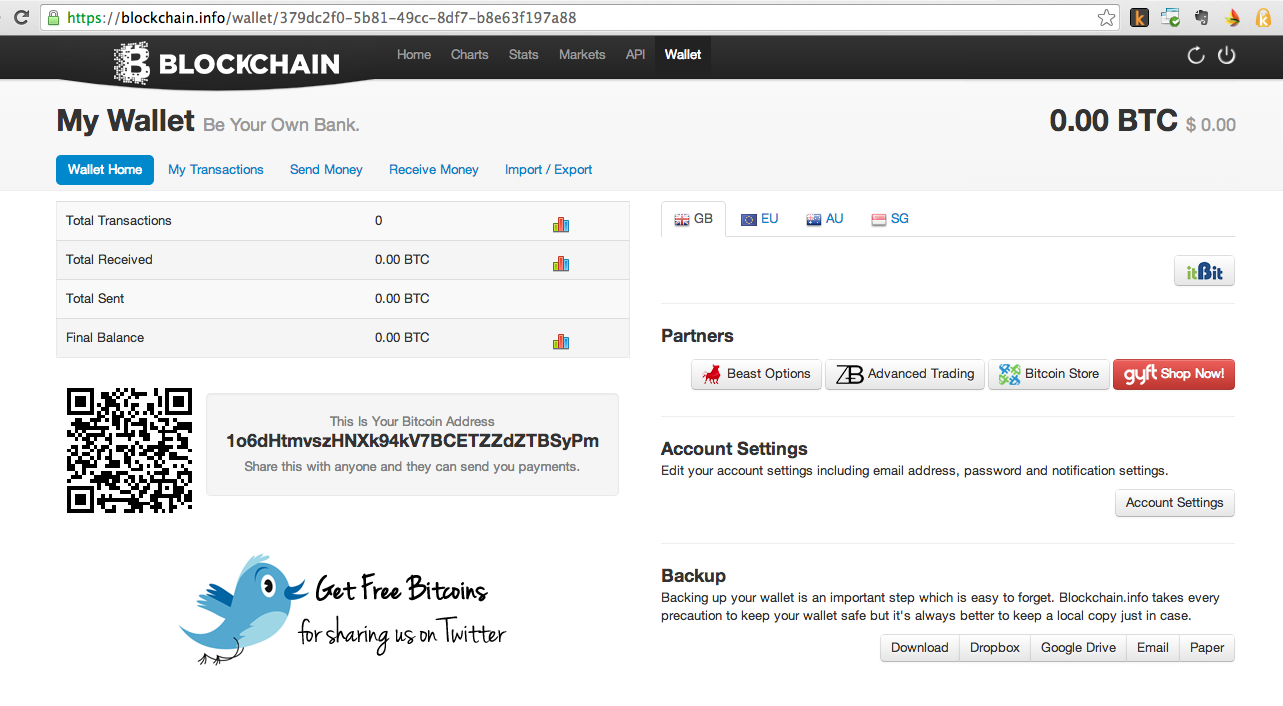 https://blockchain.info/wallet/379dc2f0-5b81-49cc-8df7-b8e63f197a88
BLOCKCHAIN
Home Charts Stats Markets API Wallet
My Wallet Be Your Own Bank.
0.00 BTC $ 0.00
Wallet Home My Transactions Send Money Receive Money Import / Export
Total Transactions 0
Total Received 0.00 BTC
Total Sent 0.00 BTC
Final Balance 0.00 BTC
This Is Your Bitcoin Address
1o6dHtmvszHNXk94kV7BCETZZdZTBSyPm
Share this with anyone and they can send you payments.
Get Free Bitcoins
for sharing us on Twitter
GB EU AU SG
itBit
Partners
Beast Options Advanced Trading Bitcoin Store gyft Shop Now!
Account Settings
Edit your account settings including email address, password and notification settings.
Account Settings
Backup
Backing up your wallet is an important step which is easy to forget. Blockchain.info takes every
precaution to keep your wallet safe but it's always better to keep a local copy just in case.
Download Dropbox Google Drive Email Paper